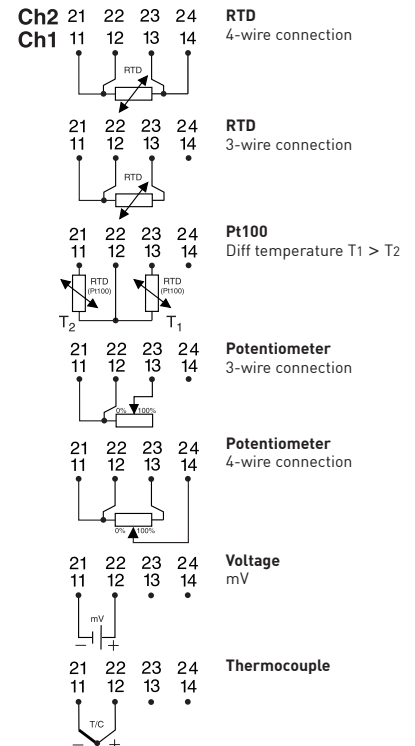 Ch2 21 22 23 24 RTD
Ch1 11 12 13 14 4-wire connection
RTD
21 22 23 24 RTD
11 12 13 14 3-wire connection
RTD
21 22 23 24 Pt100
11 12 13 14 Diff temperature T1 > T2
RTD RTD
(Pt100) (Pt100)
T2 T1
21 22 23 24 Potentiometer
11 12 13 14 3-wire connection
0% 100%
21 22 23 24 Potentiometer
11 12 13 14 4-wire connection
0% 100%
21 22 23 24 Voltage
11 12 13 14 mV
mV
– +
21 22 23 24 Thermocouple
11 12 13 14
T/C
– +